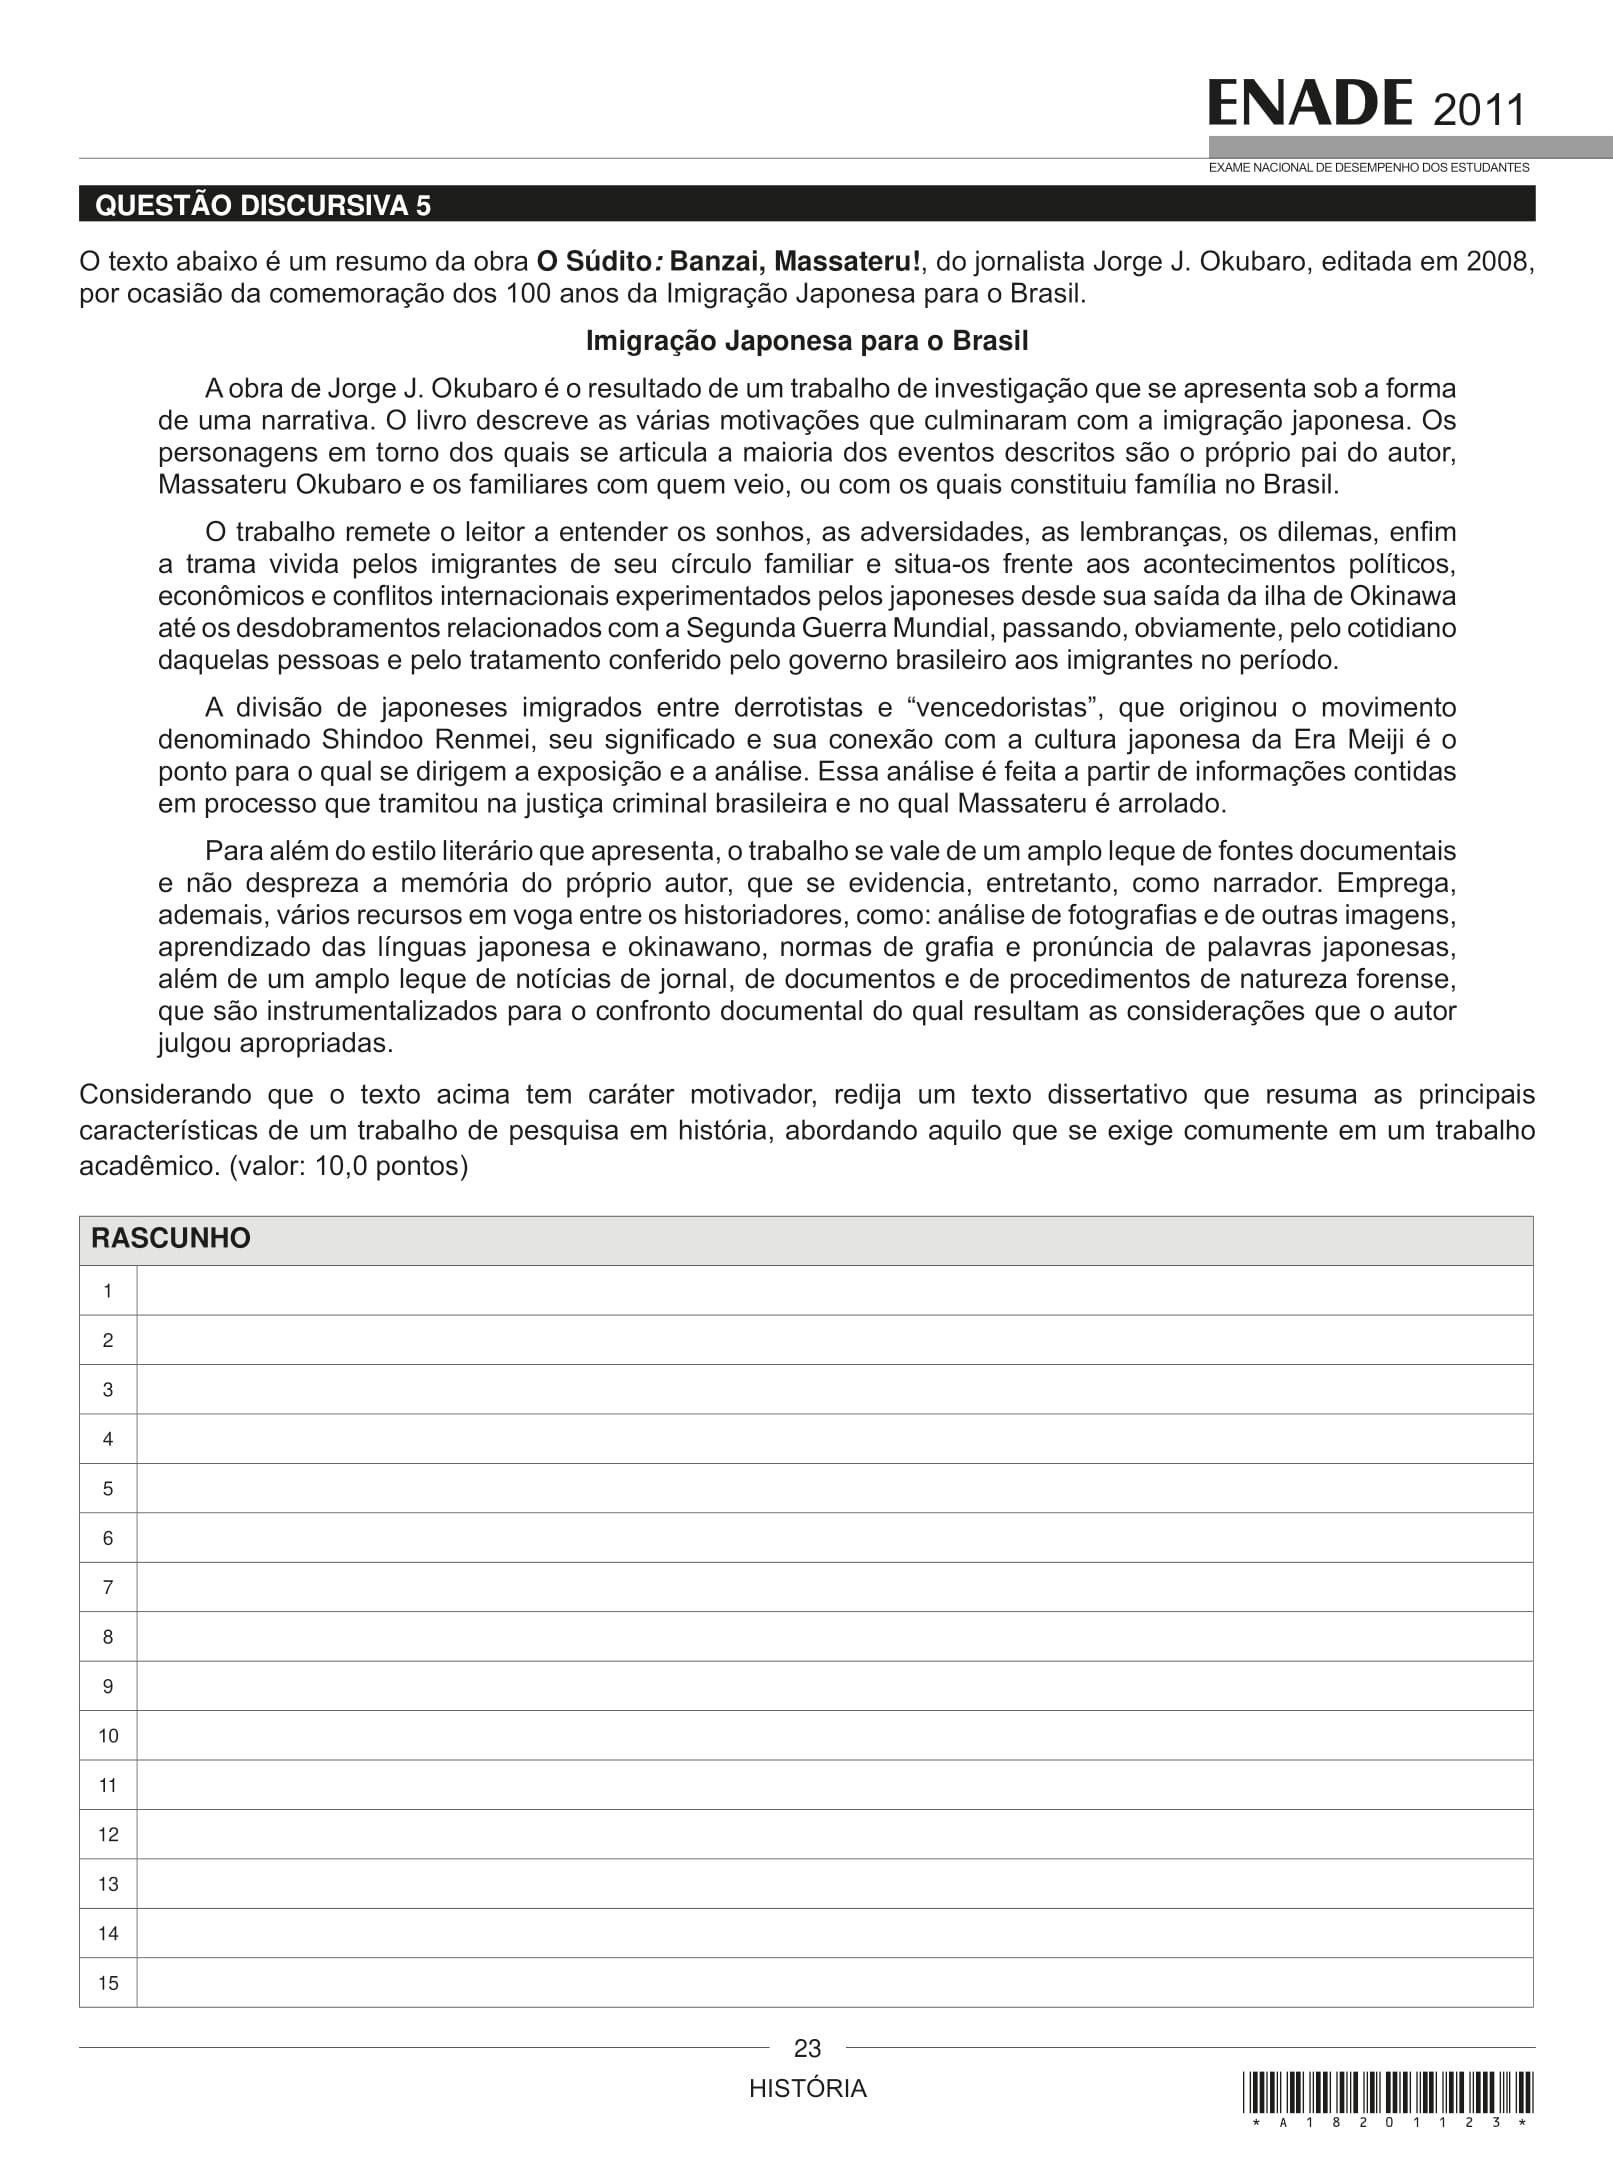 ENADE 2011
EXAME NACIONAL DE DESEMPENHO DOS ESTUDANTES
QUESTÃO DISCURSIVA 5
O texto abaixo é um resumo da obra O Súdito: Banzai, Massateru!, do jornalista Jorge J. Okubaro, editada em 2008,
por ocasião da comemoração dos 100 anos da Imigração Japonesa para o Brasil.
Imigração Japonesa para o Brasil
A obra de Jorge J. Okubaro é o resultado de um trabalho de investigação que se apresenta sob a forma
de uma narrativa. O livro descreve as várias motivações que culminaram com a imigração japonesa. Os
personagens em torno dos quais se articula a maioria dos eventos descritos são o próprio pai do autor,
Massateru Okubaro e os familiares com quem veio, ou com os quais constituiu família no Brasil.
O trabalho remete o leitor a entender os sonhos, as adversidades, as lembranças, os dilemas, enfim
a trama vivida pelos imigrantes de seu círculo familiar e situa-os frente aos acontecimentos políticos,
econômicos e conflitos internacionais experimentados pelos japoneses desde sua saída da ilha de Okinawa
até os desdobramentos relacionados com a Segunda Guerra Mundial, passando, obviamente, pelo cotidiano
daquelas pessoas e pelo tratamento conferido pelo governo brasileiro aos imigrantes no período.
A divisão de japoneses imigrados entre derrotistas e “vencedoristas”, que originou o movimento
denominado Shindoo Renmei, seu significado e sua conexão com a cultura japonesa da Era Meiji é o
ponto para o qual se dirigem a exposição e a análise. Essa análise é feita a partir de informações contidas
em processo que tramitou na justiça criminal brasileira e no qual Massateru é arrolado.
Para além do estilo literário que apresenta, o trabalho se vale de um amplo leque de fontes documentais
e não despreza a memória do próprio autor, que se evidencia, entretanto, como narrador. Emprega,
ademais, vários recursos em voga entre os historiadores, como: análise de fotografias e de outras imagens,
aprendizado das línguas japonesa e okinawano, normas de grafia e pronúncia de palavras japonesas,
além de um amplo leque de notícias de jornal, de documentos e de procedimentos de natureza forense,
que são instrumentalizados para o confronto documental do qual resultam as considerações que o autor
julgou apropriadas.
Considerando que o texto acima tem caráter motivador, redija um texto dissertativo que resuma as principais
características de um trabalho de pesquisa em história, abordando aquilo que se exige comumente em um trabalho
acadêmico. (valor: 10,0 pontos)
RASCUNHO
1
2
3
4
5
6
7
8
9
10
11
12
13
14
15
23
HISTÓRIA
*A18201123*